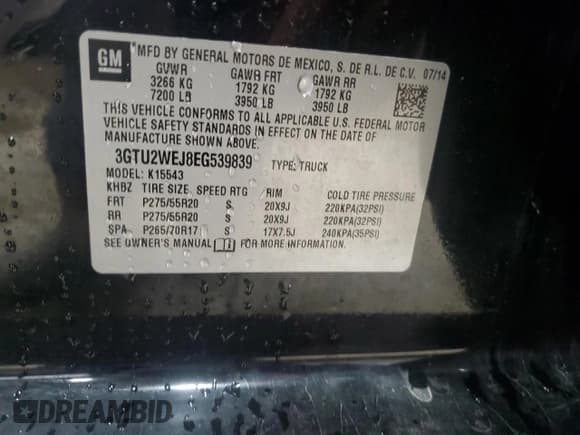 GM
MFD BY GENERAL MOTORS DE MEXICO, S. DE R.L. DE C.V. 07/14
GVWR GAWR FRT GAWR RR
3266 KG 1792 KG 1792 KG
7200 LB 3950 LB 3950 LB
THIS VEHICLE CONFORMS TO ALL APPLICABLE U.S. FEDERAL MOTOR
VEHICLE SAFETY STANDARDS IN EFFECT ON THE DATE OF
MANUFACTURE SHOWN ABOVE.
3GTU2WEJ8EG539839 TYPE: TRUCK
MODEL: K15543
KHBZ TIRE SIZE SPEED RTG RIM COLD TIRE PRESSURE
FRT P275/55R20 S 20X9J 220KPA(32PSI)
RR P275/55R20 S 20X9J 220KPA(32PSI)
SPA P265/70R17 S 17X7.5J 240KPA(35PSI)
SEE OWNER'S MANUAL FOR MORE INFORMATION.
DREAMBID